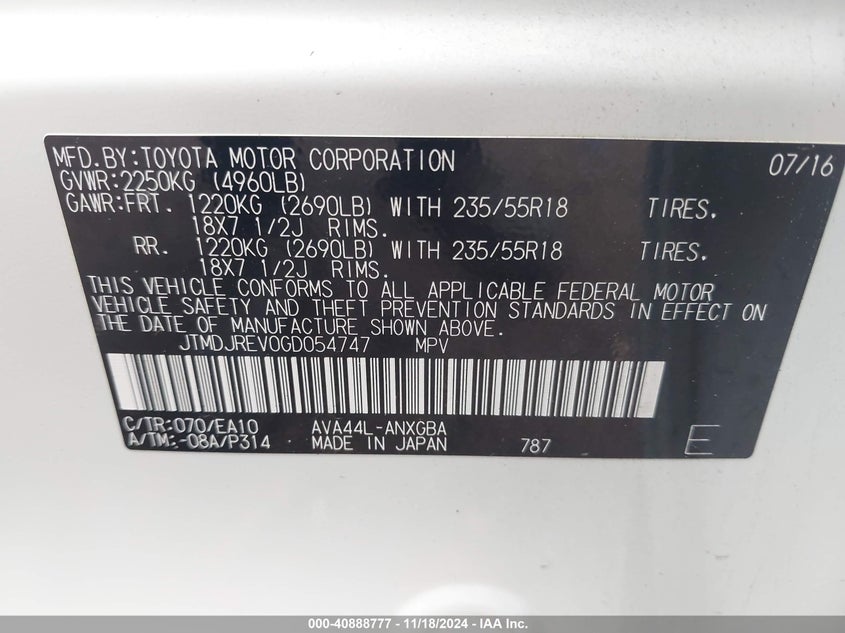 MFD.BY:TOYOTA MOTOR CORPORATION 07/16
GVWR:2250KG (4960LB)
GAWR:FRT. 1220KG (2690LB) WITH 235/55R18 TIRES.
18X7 1/2J RIMS.
RR. 1220KG (2690LB) WITH 235/55R18 TIRES.
18X7 1/2J RIMS.
THIS VEHICLE CONFORMS TO ALL APPLICABLE FEDERAL MOTOR
VEHICLE SAFETY AND THEFT PREVENTION STANDARDS IN EFFECT ON
THE DATE OF MANUFACTURE SHOWN ABOVE.
JTMDJREV0GD054747 MPV
C/TR:070/EA10 AVA44L-ANXGBA
A/TM:-08A/P314 MADE IN JAPAN 787 E
000-40888777 - 11/18/2024 - IAA Inc.